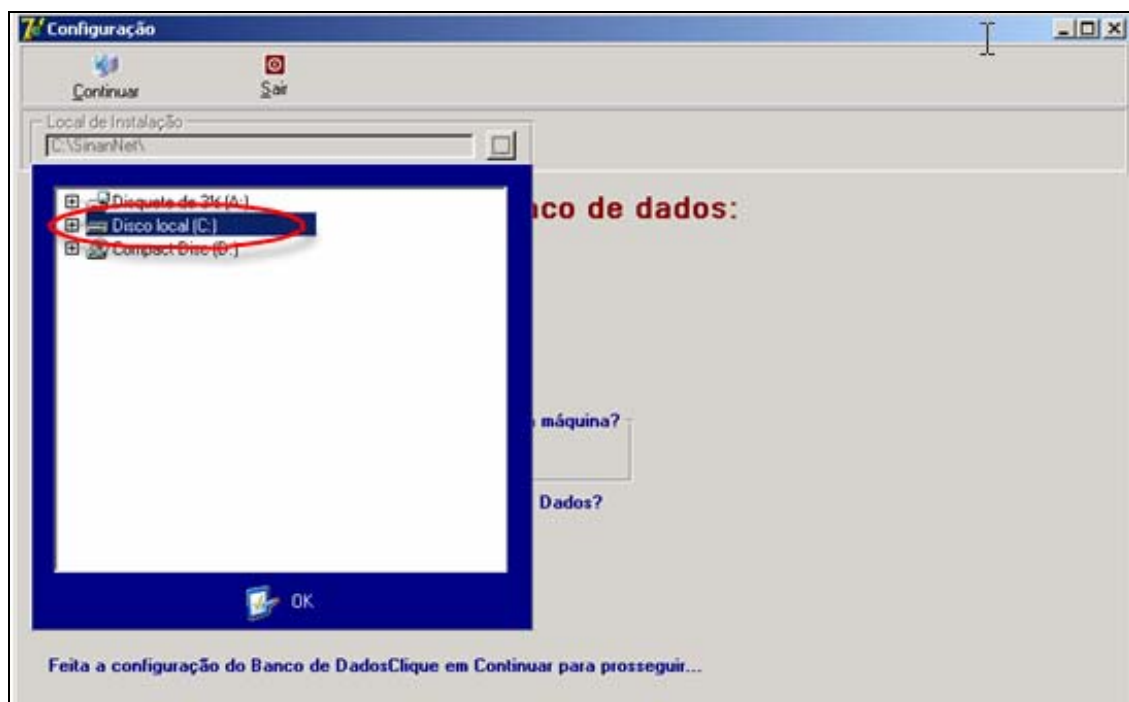 Configuração
Continuar
Sair
Local de Instalação
C:\SinanNet\
Disquete de 3½ (A:)
Disco local (C:)
Compact Disc (D:)
nco de dados:
máquina?
Dados?
OK
Feita a configuração do Banco de DadosClique em Continuar para prosseguir...